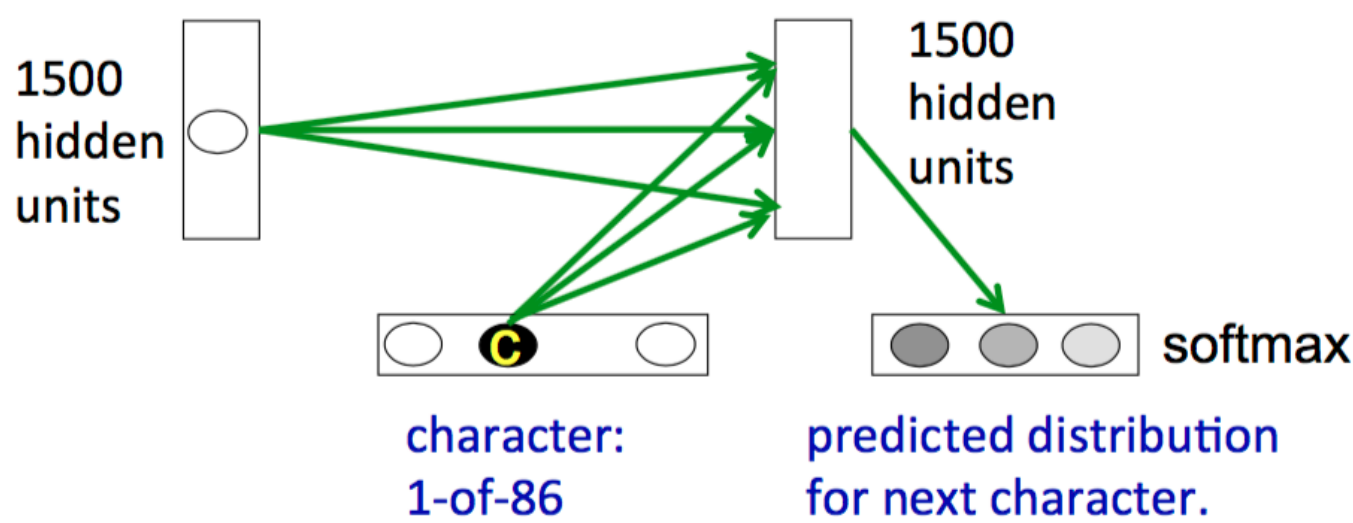 1500
hidden
units
1500
hidden
units
C
softmax
character:
1-of-86
predicted distribution
for next character.